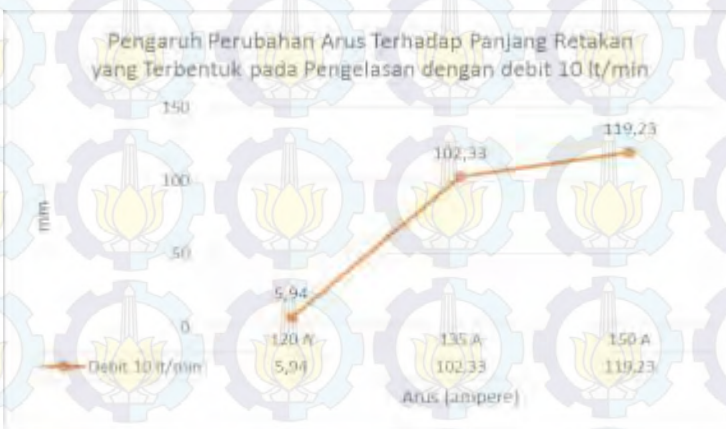 Pengaruh Perubahan Arus Terhadap Panjang Retakan
yang Terbentuk pada Pengelasan dengan debit 10 lt/min
150
119,23
102,33
100
mm
50
5,94
0
120 A 135 A 150 A
Debit 10 lt/min 5,94 102,33 119,23
Arus (ampere)